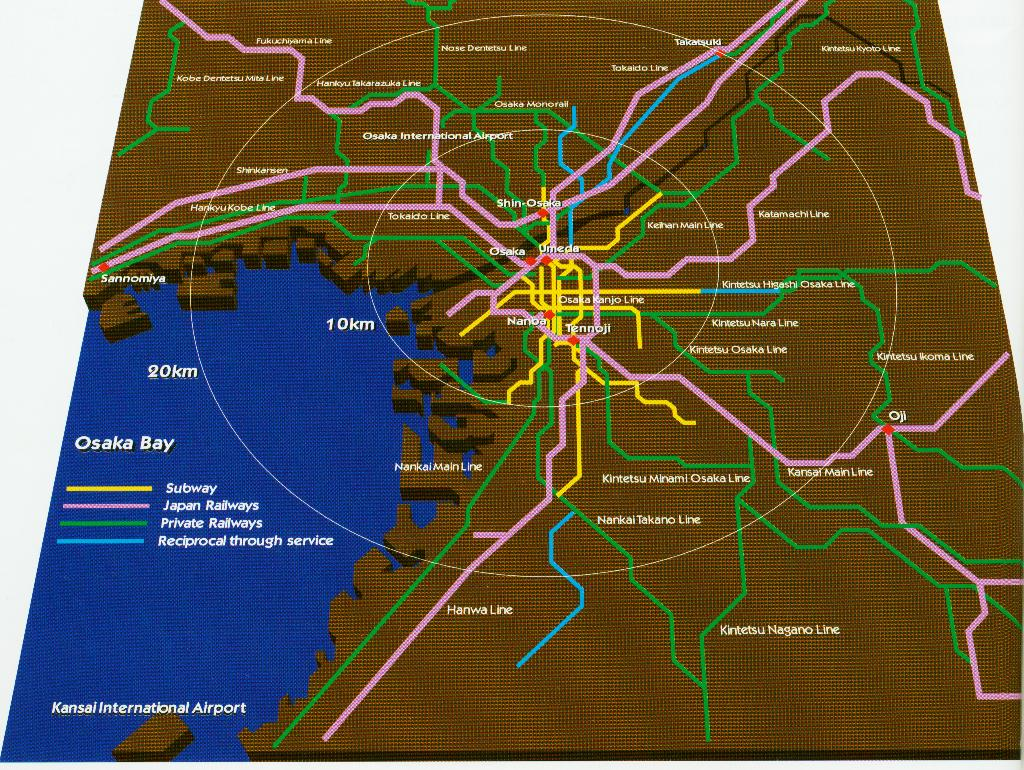 Fukuchiyama Line
Nose Dentetsu Line
Takatsuki
Kintetsu Kyoto Line
Kobe Dentetsu Mita Line
Hankyu Takarazuka Line
Tokaido Line
Osaka Monorail
Osaka International Airport
Shinkansen
Hankyu Kobe Line
Tokaido Line
Shin-Osaka
Katamachi Line
Keihan Main Line
Osaka
Umeda
Sannomiya
Kintetsu Higashi Osaka Line
Osaka Kanjo Line
10km
Nanba
Tennoji
Kintetsu Nara Line
Kintetsu Osaka Line
Kintetsu Ikoma Line
20km
Oji
Osaka Bay
Nankai Main Line
Kansai Main Line
Kintetsu Minami Osaka Line
Subway
Japan Railways
Private Railways
Reciprocal through service
Nankai Takano Line
Hanwa Line
Kintetsu Nagano Line
Kansai International Airport